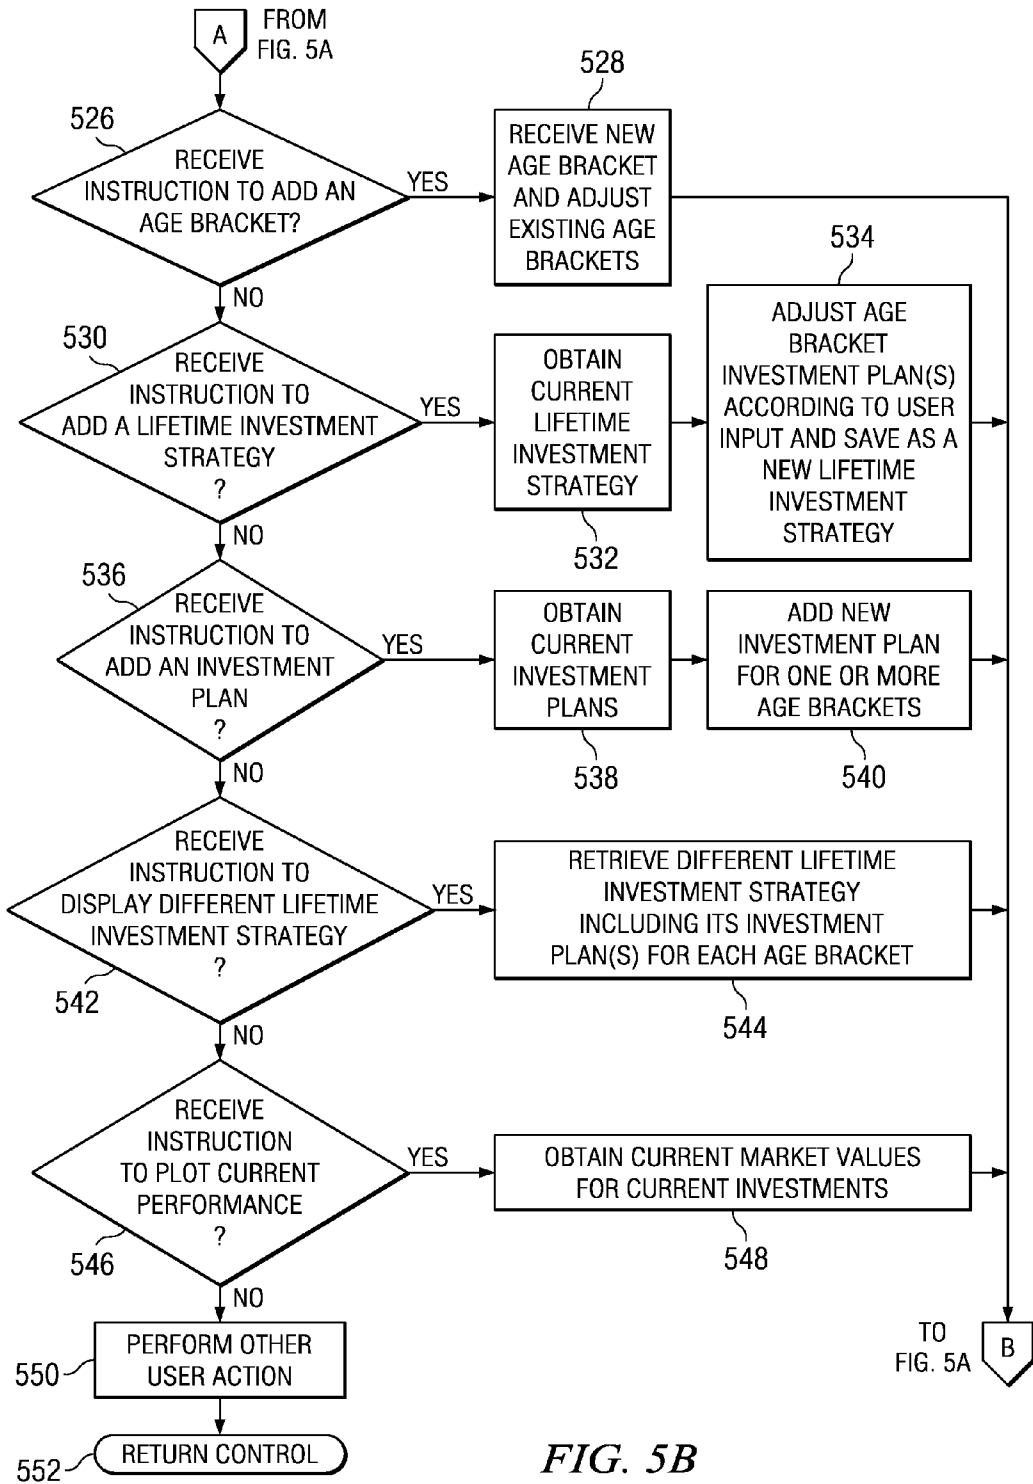 A
FROM
FIG. 5A
526
RECEIVE
INSTRUCTION TO ADD AN
AGE BRACKET?
YES
528
RECEIVE NEW
AGE BRACKET
AND ADJUST
EXISTING AGE
BRACKETS
NO
530
RECEIVE
INSTRUCTION TO
ADD A LIFETIME INVESTMENT
STRATEGY
?
YES
OBTAIN
CURRENT
LIFETIME
INVESTMENT
STRATEGY
532
534
ADJUST AGE
BRACKET
INVESTMENT PLAN(S)
ACCORDING TO USER
INPUT AND SAVE AS A
NEW LIFETIME
INVESTMENT
STRATEGY
NO
536
RECEIVE
INSTRUCTION TO
ADD AN INVESTMENT
PLAN
?
YES
OBTAIN
CURRENT
INVESTMENT
PLANS
538
ADD NEW
INVESTMENT PLAN
FOR ONE OR MORE
AGE BRACKETS
540
NO
RECEIVE
INSTRUCTION TO
DISPLAY DIFFERENT LIFETIME
INVESTMENT STRATEGY
?
542
YES
RETRIEVE DIFFERENT LIFETIME
INVESTMENT STRATEGY
INCLUDING ITS INVESTMENT
PLAN(S) FOR EACH AGE BRACKET
544
NO
RECEIVE
INSTRUCTION
TO PLOT CURRENT
PERFORMANCE
?
546
YES
OBTAIN CURRENT MARKET VALUES
FOR CURRENT INVESTMENTS
548
NO
PERFORM OTHER
USER ACTION
550
TO
FIG. 5A
B
RETURN CONTROL
552
FIG. 5B